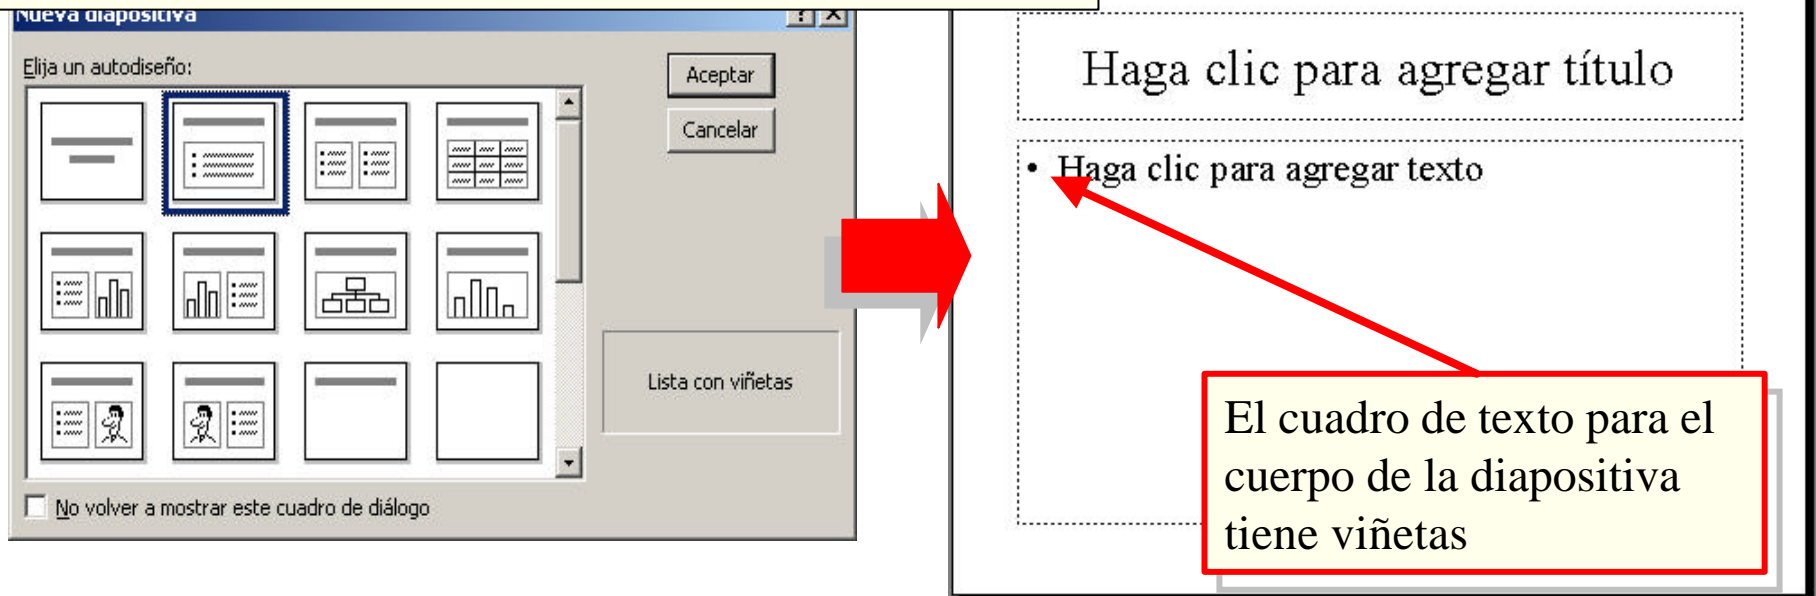 Nueva diapositiva
Elija un autodiseño:
Aceptar
Cancelar
Lista con viñetas
No volver a mostrar este cuadro de diálogo
Haga clic para agregar título
• Haga clic para agregar texto
El cuadro de texto para el
cuerpo de la diapositiva
tiene viñetas